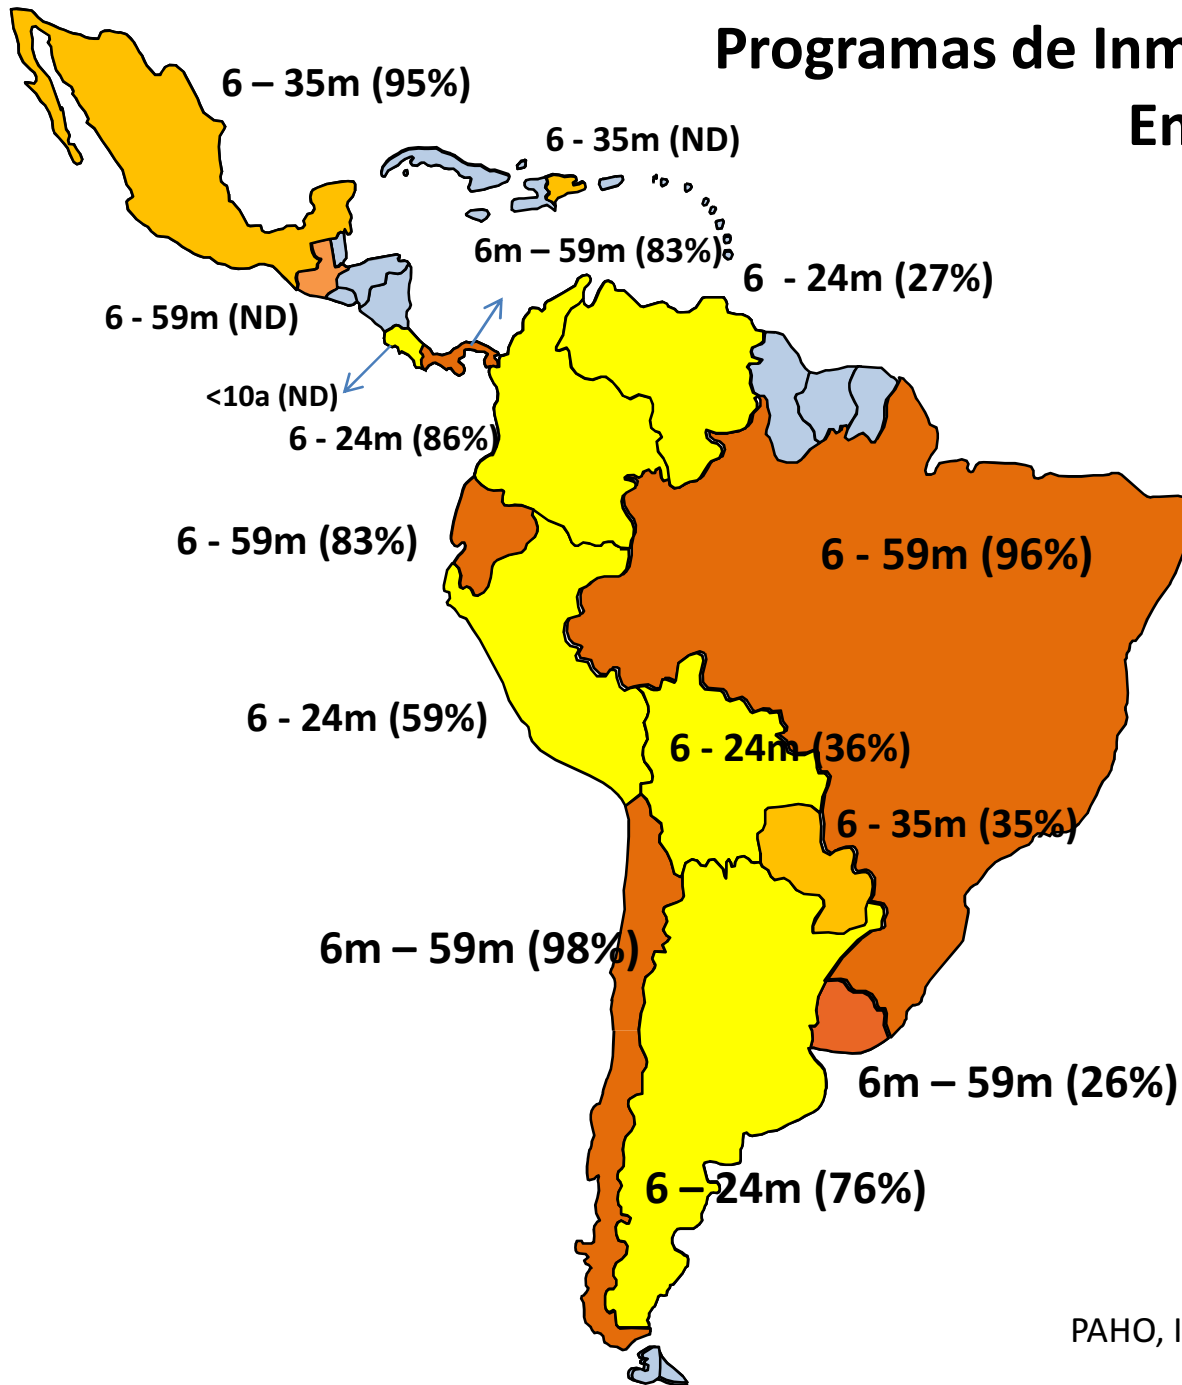 Programas de
En
6 – 35m (95%)
6 - 35m (ND)
6m – 59m (83%)
6 - 24m (27%)
6 - 59m (ND)
<10a (ND)
6 - 24m (86%)
6 - 59m (83%)
6 - 59m (96%)
6 - 24m (59%)
6 - 24m (36%)
6 - 35m (35%)
6m – 59m (98%)
6m – 59m (26%)
6 – 24m (76%)
PAHO,